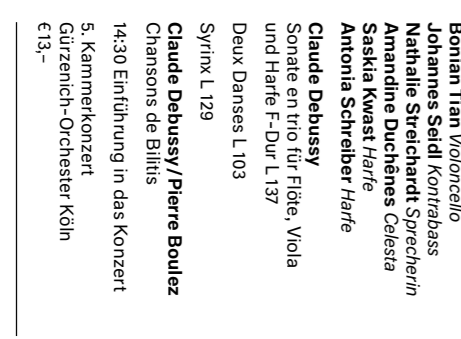 Bonian Tian Violoncello
Johannes Seidl Kontrabass
Nathalie Streichardt Sprecherin
Amandine Duchênes Celesta
Saskia Kwast Harfe
Antonia Schreiber Harfe
Claude Debussy
Sonate en trio für Flöte, Viola
und Harfe F-Dur L 137
Deux Danses L 103
Syrinx L 129
Claude Debussy / Pierre Boulez
Chansons de Bilitis
14:30 Einführung in das Konzert
5. Kammerkonzert
Gürzenich-Orchester Köln
€ 13,–